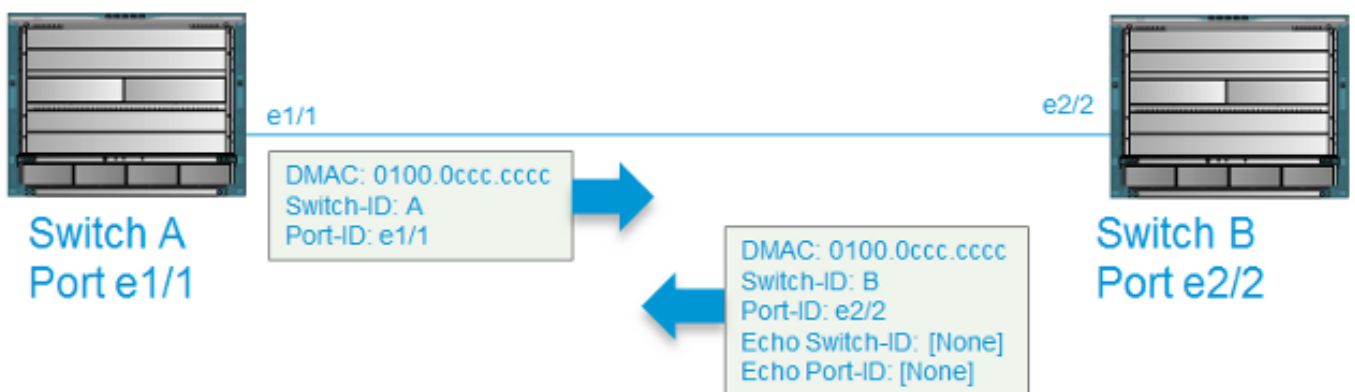 e1/1
e2/2
DMAC: 0100.0ccc.cccc
Switch-ID: A
Port-ID: e1/1
Switch A
Port e1/1
DMAC: 0100.0ccc.cccc
Switch-ID: B
Port-ID: e2/2
Echo Switch-ID: [None]
Echo Port-ID: [None]
Switch B
Port e2/2